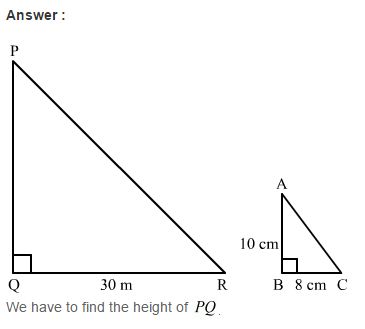 Answer :
P
A
10 cm
Q 30 m R B 8 cm C
We have to find the height of PQ.